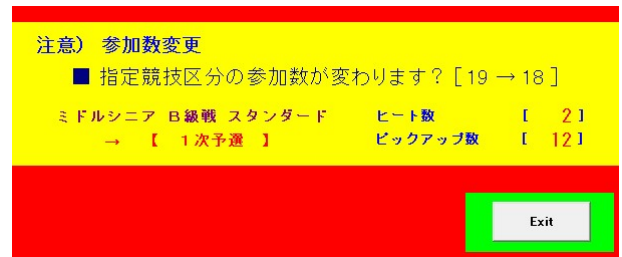 注意) 参加数変更
■ 指定競技区分の参加数が変わります？ [ 19 → 18 ]
ミドルシニア B級戦 スタンダード ヒート数 [ 2 ]
→ 【 1次予選 】 ピックアップ数 [ 12 ]
Exit